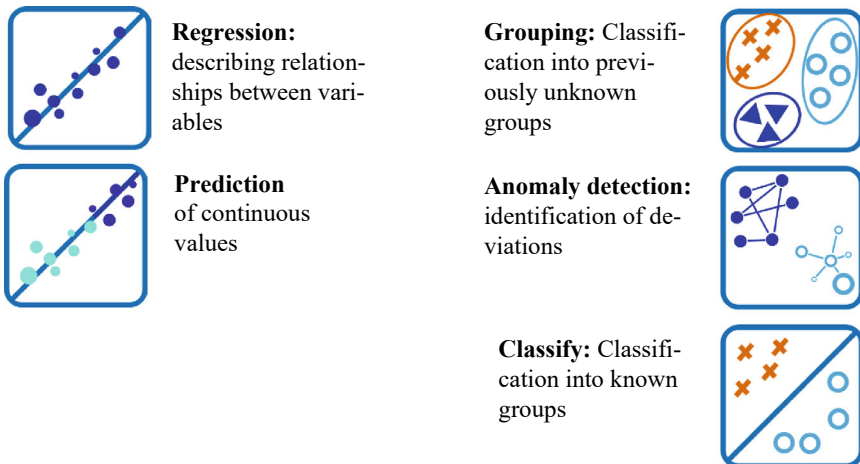 Regression:
describing relation-
ships between vari-
ables
Prediction
of continuous
values
Grouping: Classifi-
cation into previ-
ously unknown
groups
Anomaly detection:
identification of de-
viations
Classify: Classifi-
cation into known
groups